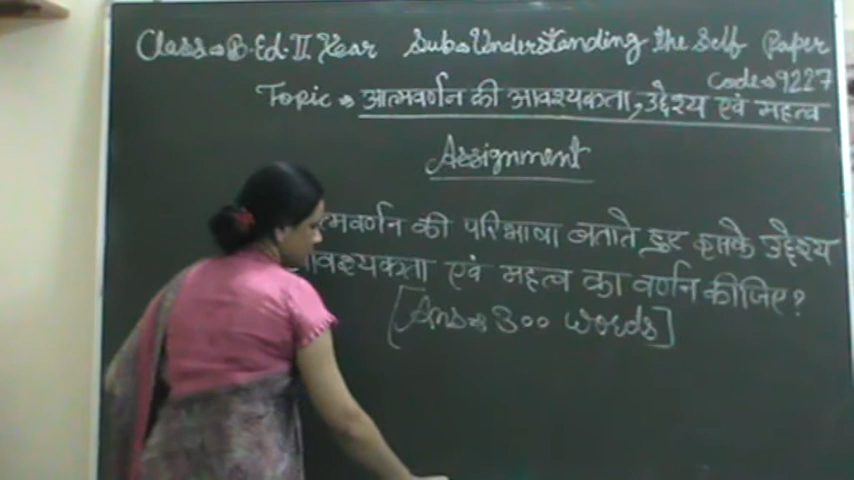 Class→B.Ed.II Year Sub→Understanding the Self Paper
Code→9227
Topic → आत्मवर्णन की आवश्यकता, उद्देश्य एवं महत्व
Assignment
त्मवर्णन की परिभाषा बताते हुए इसके उद्देश्य
आवश्यकता एवं महत्व का वर्णन कीजिए?
[Ans→300 words]